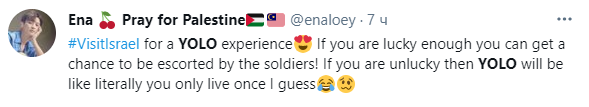 Ena 🍒 Pray for Palestine🇵🇸🇲🇾 @enaloey · 7 ч
#VisitIsrael for a YOLO experience😍 If you are lucky enough you can get a
chance to be escorted by the soldiers! If you are unlucky then YOLO will be
like literally you only live once I guess😂🥴